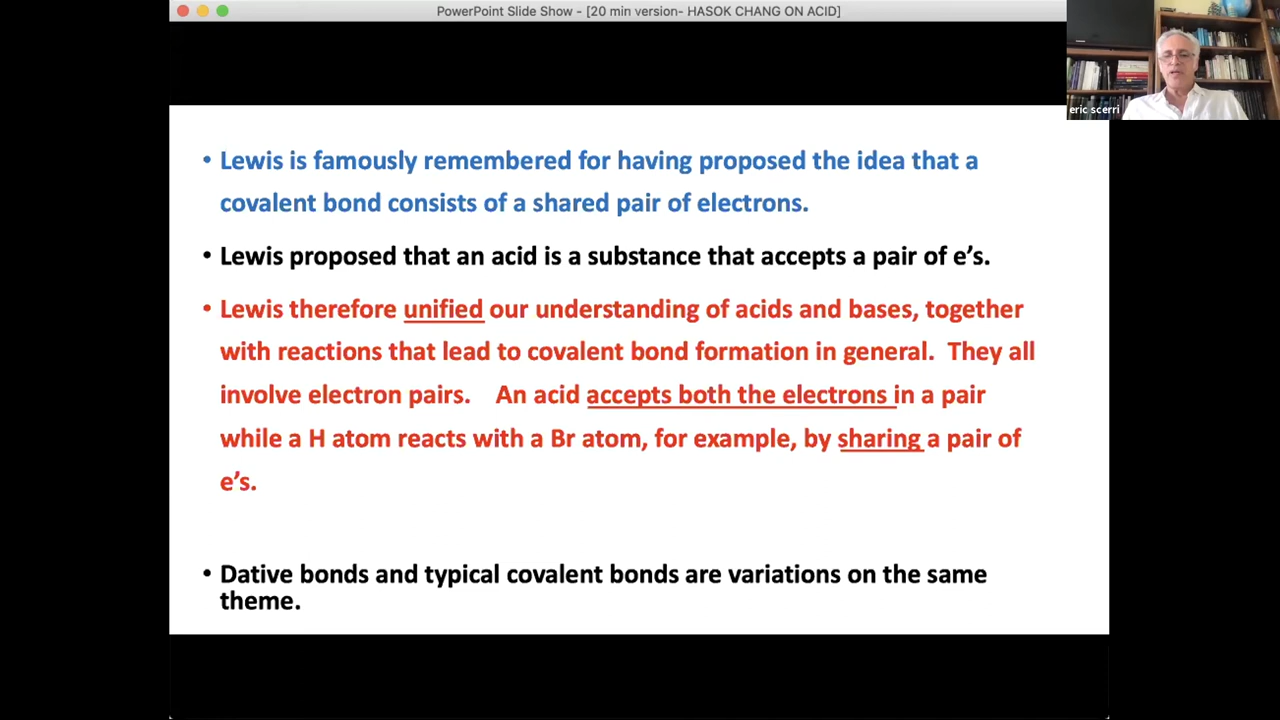 PowerPoint Slide Show - [20 min version- HASOK CHANG ON ACID]
eric scerri
• Lewis is famously remembered for having proposed the idea that a
covalent bond consists of a shared pair of electrons.
• Lewis proposed that an acid is a substance that accepts a pair of e’s.
• Lewis therefore unified our understanding of acids and bases, together
with reactions that lead to covalent bond formation in general. They all
involve electron pairs. An acid accepts both the electrons in a pair
while a H atom reacts with a Br atom, for example, by sharing a pair of
e’s.
• Dative bonds and typical covalent bonds are variations on the same
theme.